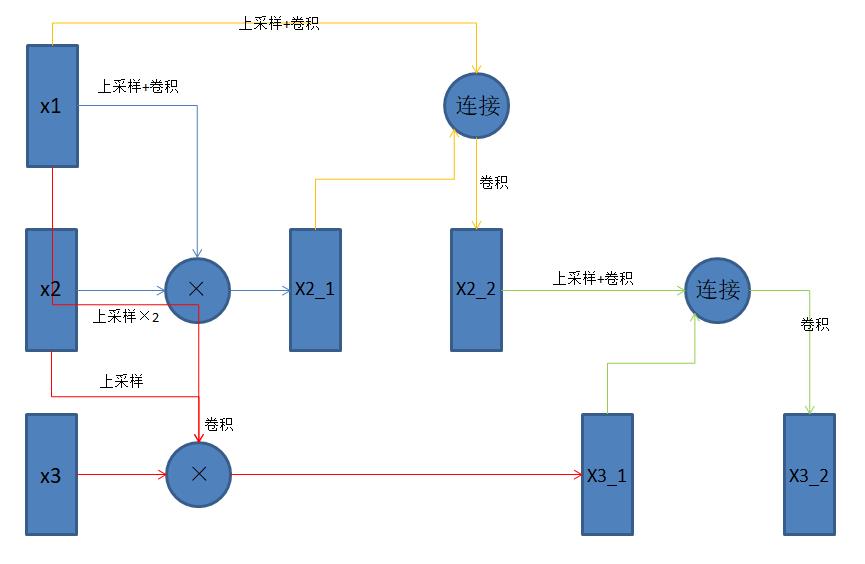 上采样+卷积
x1
上采样+卷积
连接
卷积
x2
×
X2_1
X2_2
上采样+卷积
连接
上采样×2
卷积
上采样
卷积
x3
×
X3_1
X3_2